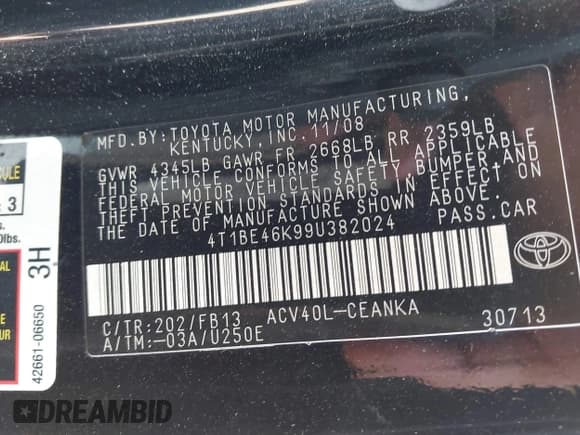 MFD.BY:TOYOTA MOTOR MANUFACTURING,
KENTUCKY,INC.11/08
GVWR 4345LB GAWR FR 2668LB RR 2359LB
THIS VEHICLE CONFORMS TO ALL APPLICABLE
FEDERAL MOTOR VEHICLE SAFETY,BUMPER,AND
THEFT PREVENTION STANDARDS IN EFFECT ON
THE DATE OF MANUFACTURE SHOWN ABOVE.
4T1BE46K99U382024 PASS.CAR
C/TR:202/FB13 ACV40L-CEANKA 30713
A/TM:-03A/U250E
TOYOTA
3
3H
42661-06650
DREAMBID